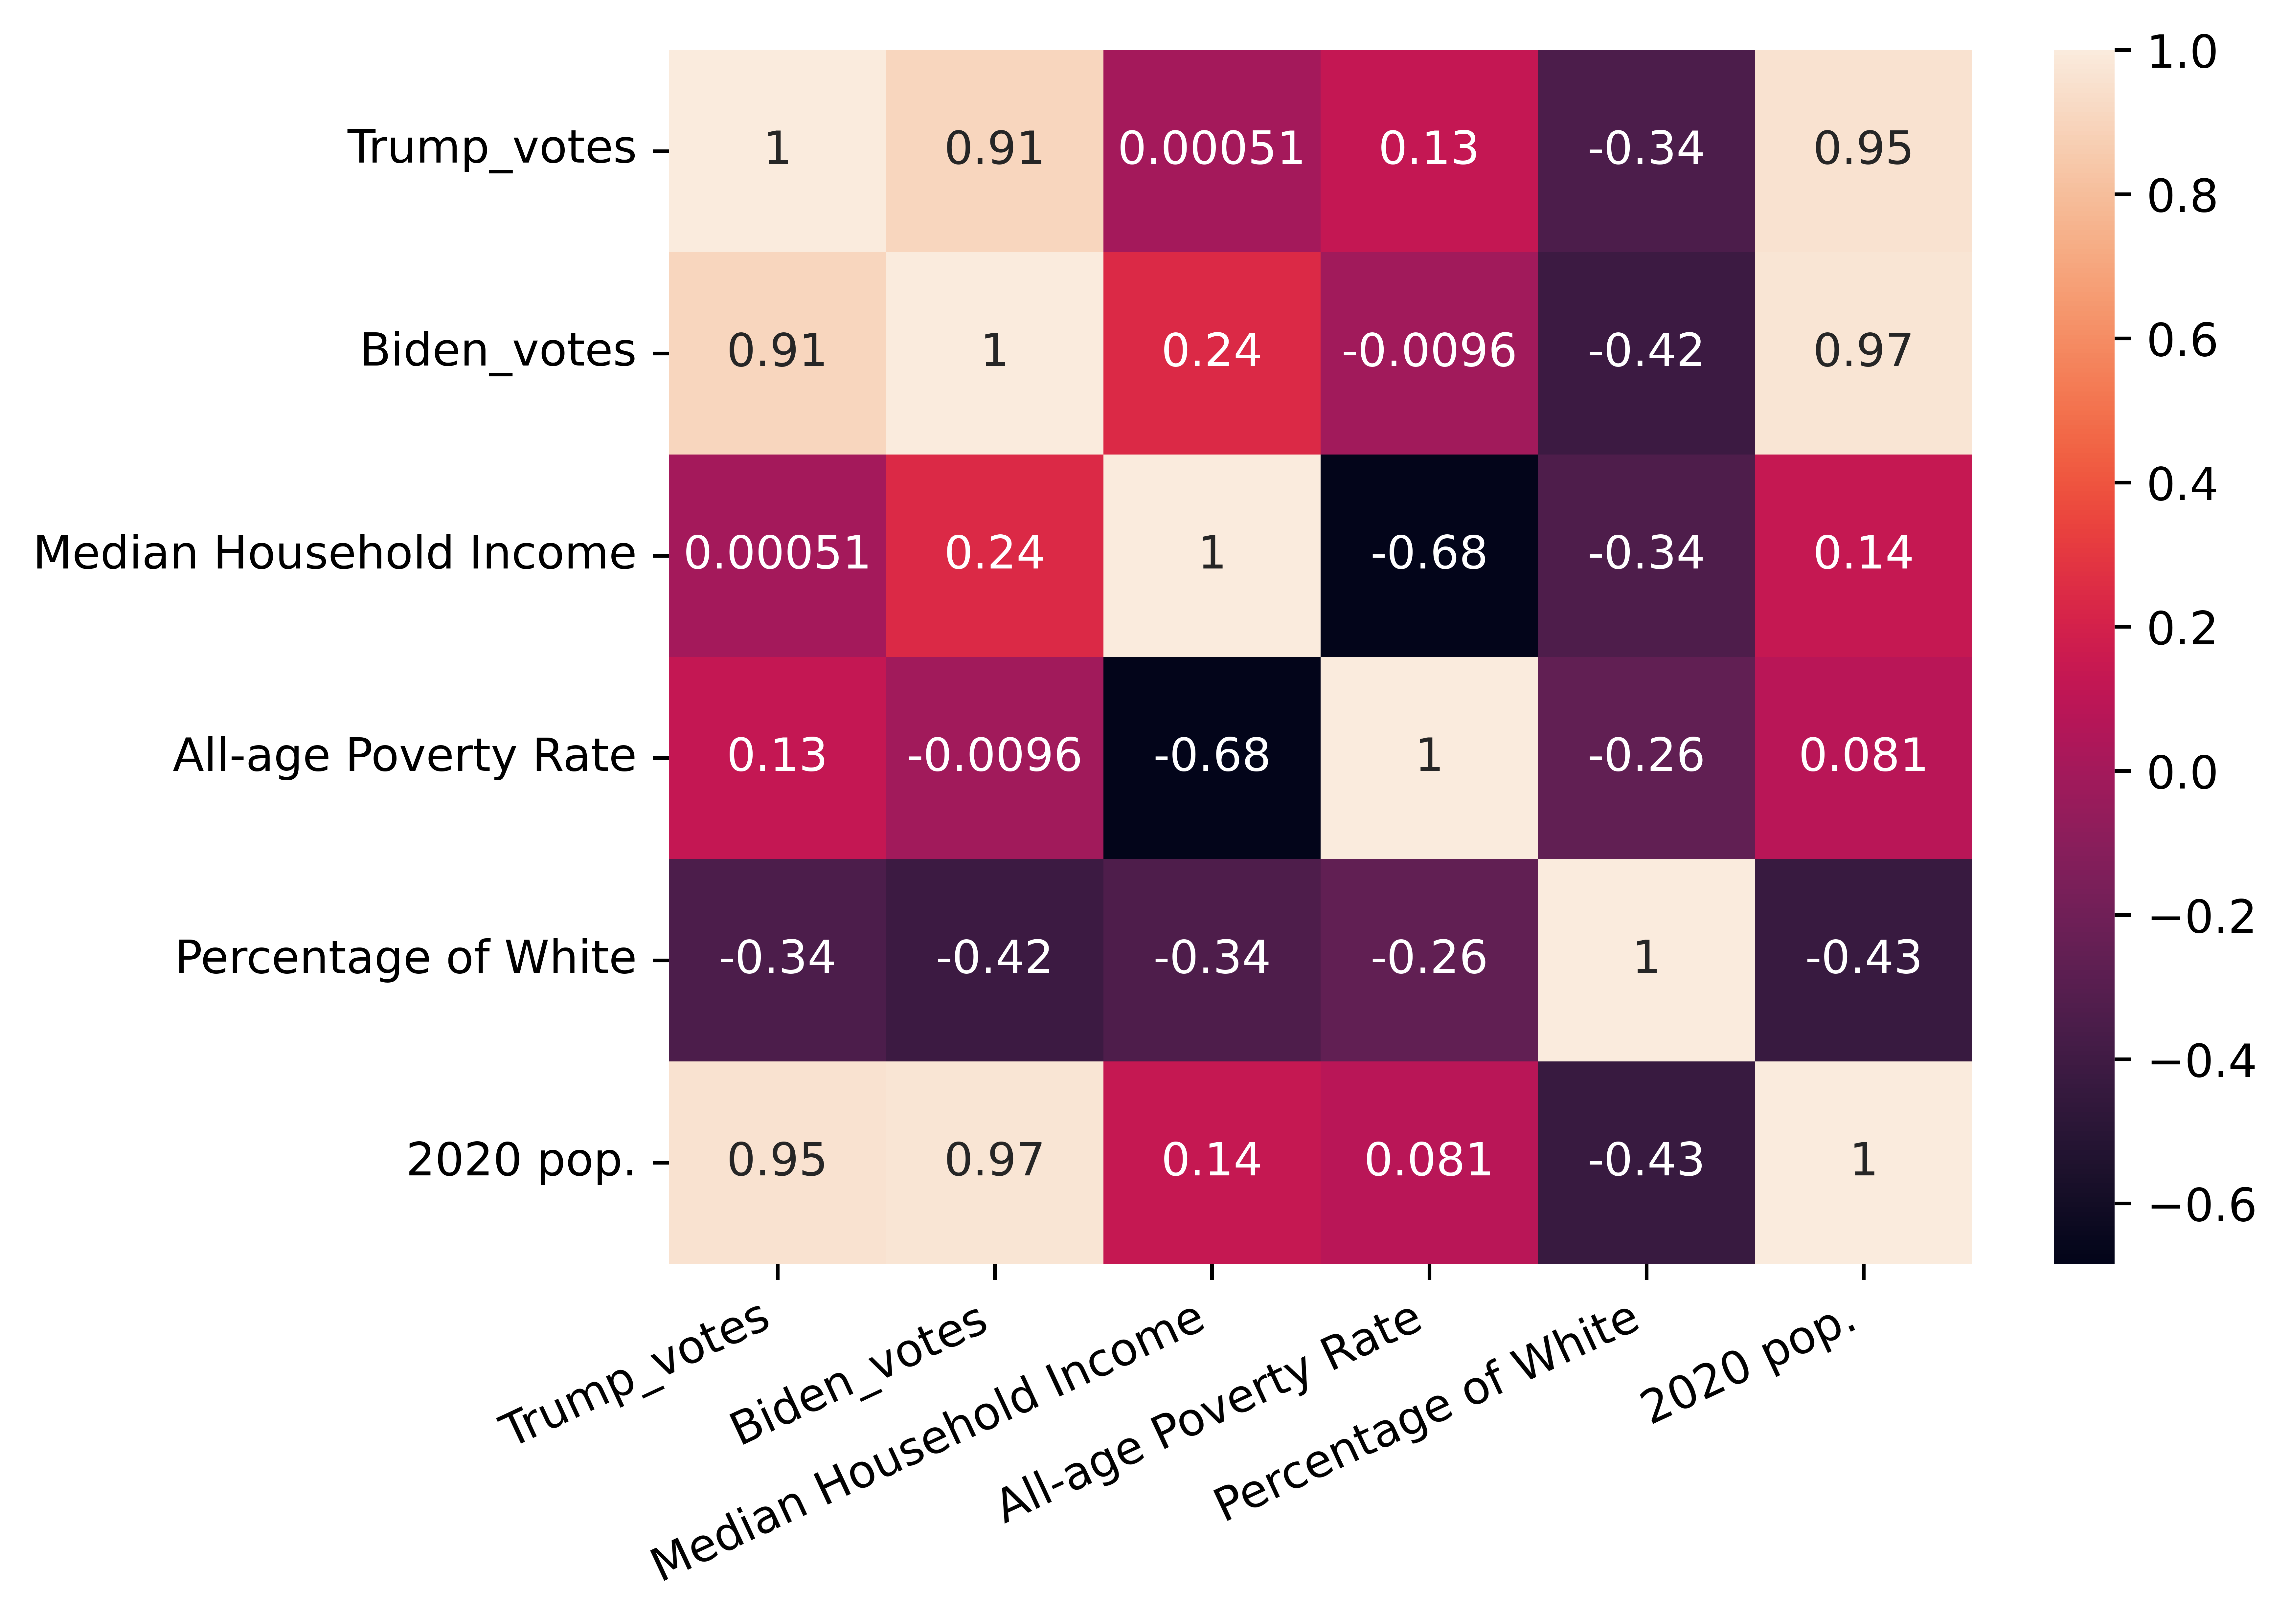 Trump_votes 1 0.91 0.00051 0.13 -0.34 0.95
Biden_votes 0.91 1 0.24 -0.0096 -0.42 0.97
Median Household Income 0.00051 0.24 1 -0.68 -0.34 0.14
All-age Poverty Rate 0.13 -0.0096 -0.68 1 -0.26 0.081
Percentage of White -0.34 -0.42 -0.34 -0.26 1 -0.43
2020 pop. 0.95 0.97 0.14 0.081 -0.43 1
Trump_votes
Biden_votes
Median Household Income
All-age Poverty Rate
Percentage of White
2020 pop.
1.0
0.8
0.6
0.4
0.2
0.0
−0.2
−0.4
−0.6